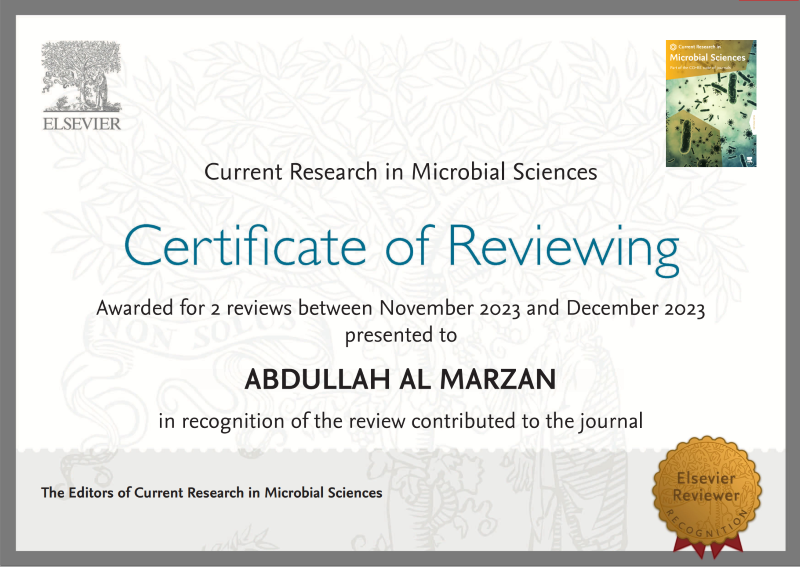 ELSEVIER
Current Research in
Microbial Sciences
Current Research in Microbial Sciences
Certificate of Reviewing
Awarded for 2 reviews between November 2023 and December 2023
presented to
NON SOLUS
ABDULLAH AL MARZAN
in recognition of the review contributed to the journal
The Editors of Current Research in Microbial Sciences
Elsevier
Reviewer
RECOGNITION